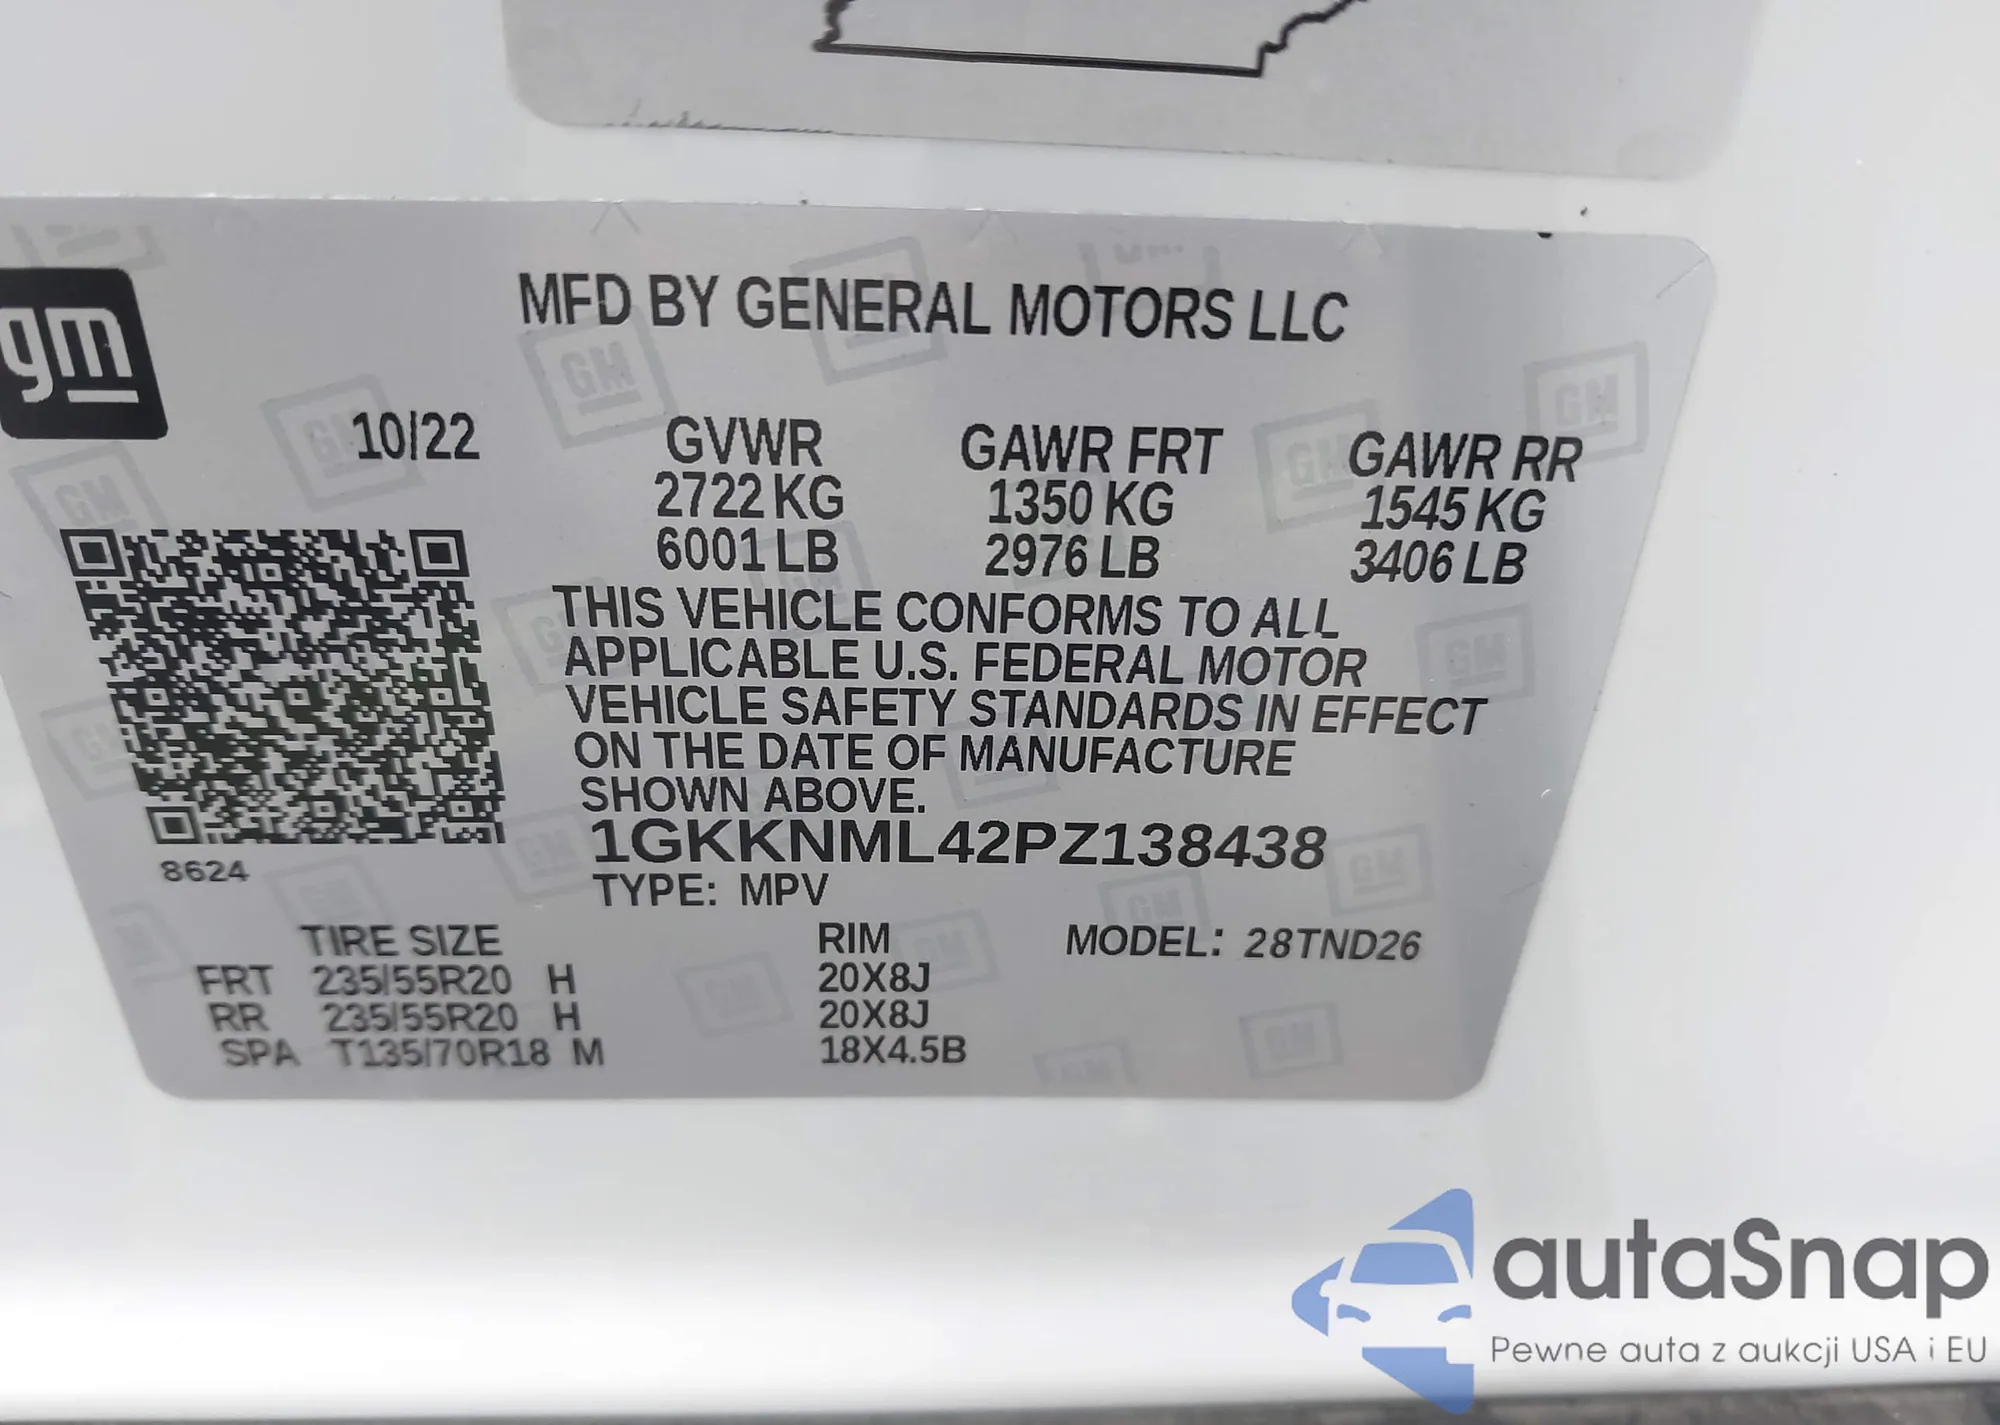 MFD BY GENERAL MOTORS LLC
gm
10/22
GVWR GAWR FRT GAWR RR
2722 KG 1350 KG 1545 KG
6001 LB 2976 LB 3406 LB
THIS VEHICLE CONFORMS TO ALL
APPLICABLE U.S. FEDERAL MOTOR
VEHICLE SAFETY STANDARDS IN EFFECT
ON THE DATE OF MANUFACTURE
SHOWN ABOVE.
1GKKNML42PZ138438
8624
TYPE: MPV
TIRE SIZE RIM MODEL: 28TND26
FRT 235/55R20 H 20X8J
RR 235/55R20 H 20X8J
SPA T135/70R18 M 18X4.5B
autaSnap
Pewne auta z aukcji USA i EU